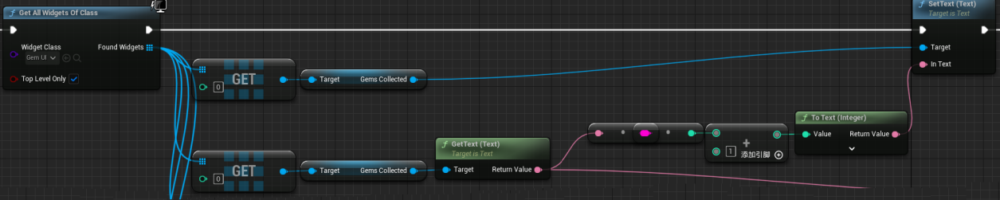 Get All Widgets Of Class
Widget Class
Found Widgets
Gem UI
Top Level Only
GET
0
Target
Gems Collected
SetText (Text)
Target is Text
Target
In Text
GET
0
Target
Gems Collected
GetText (Text)
Target is Text
Target
Return Value
1
添加引脚
To Text (Integer)
Value
Return Value